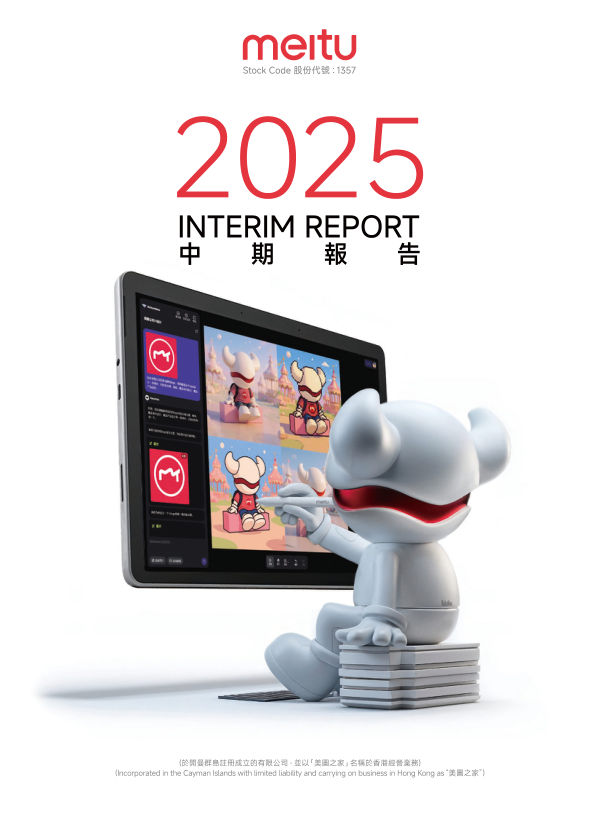 meitu
Stock Code 股份代號：1357
2025
INTERIM REPORT
中期報告
meitu
(於開曼群島註冊成立的有限公司，並以「美圖之家」名稱於香港經營業務)
(Incorporated in the Cayman Islands with limited liability and carrying on business in Hong Kong as "美圖之家")